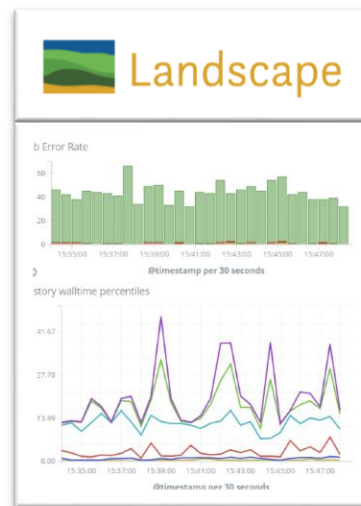 Landscape
b Error Rate
60
40
20
0
15:35:00 15:37:00 15:39:00 15:41:00 15:43:00 15:45:00 15:47:00
@timestamp per 30 seconds
story walltime percentiles
41.67
27.78
13.89
0.00
15:35:00 15:37:00 15:39:00 15:41:00 15:43:00 15:45:00 15:47:00
@timestamp per 30 seconds